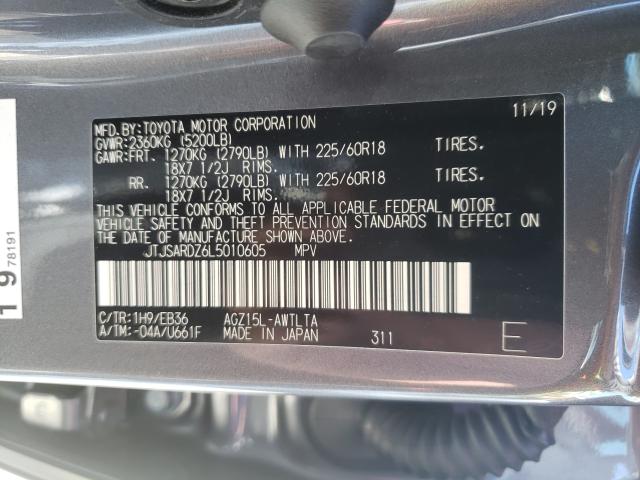 MFD.BY:TOYOTA MOTOR CORPORATION 11/19
GVWR:2360KG (5200LB)
GAWR:FRT. 1270KG (2790LB) WITH 225/60R18 TIRES.
18X7 1/2J RIMS.
RR. 1270KG (2790LB) WITH 225/60R18 TIRES.
18X7 1/2J RIMS.
THIS VEHICLE CONFORMS TO ALL APPLICABLE FEDERAL MOTOR
VEHICLE SAFETY AND THEFT PREVENTION STANDARDS IN EFFECT ON
THE DATE OF MANUFACTURE SHOWN ABOVE.
JTJSARDZ6L5010605 MPV
C/TR:1H9/EB36 AGZ15L-AWTLTA
A/TM:-04A/U661F MADE IN JAPAN 311 E
19 78191